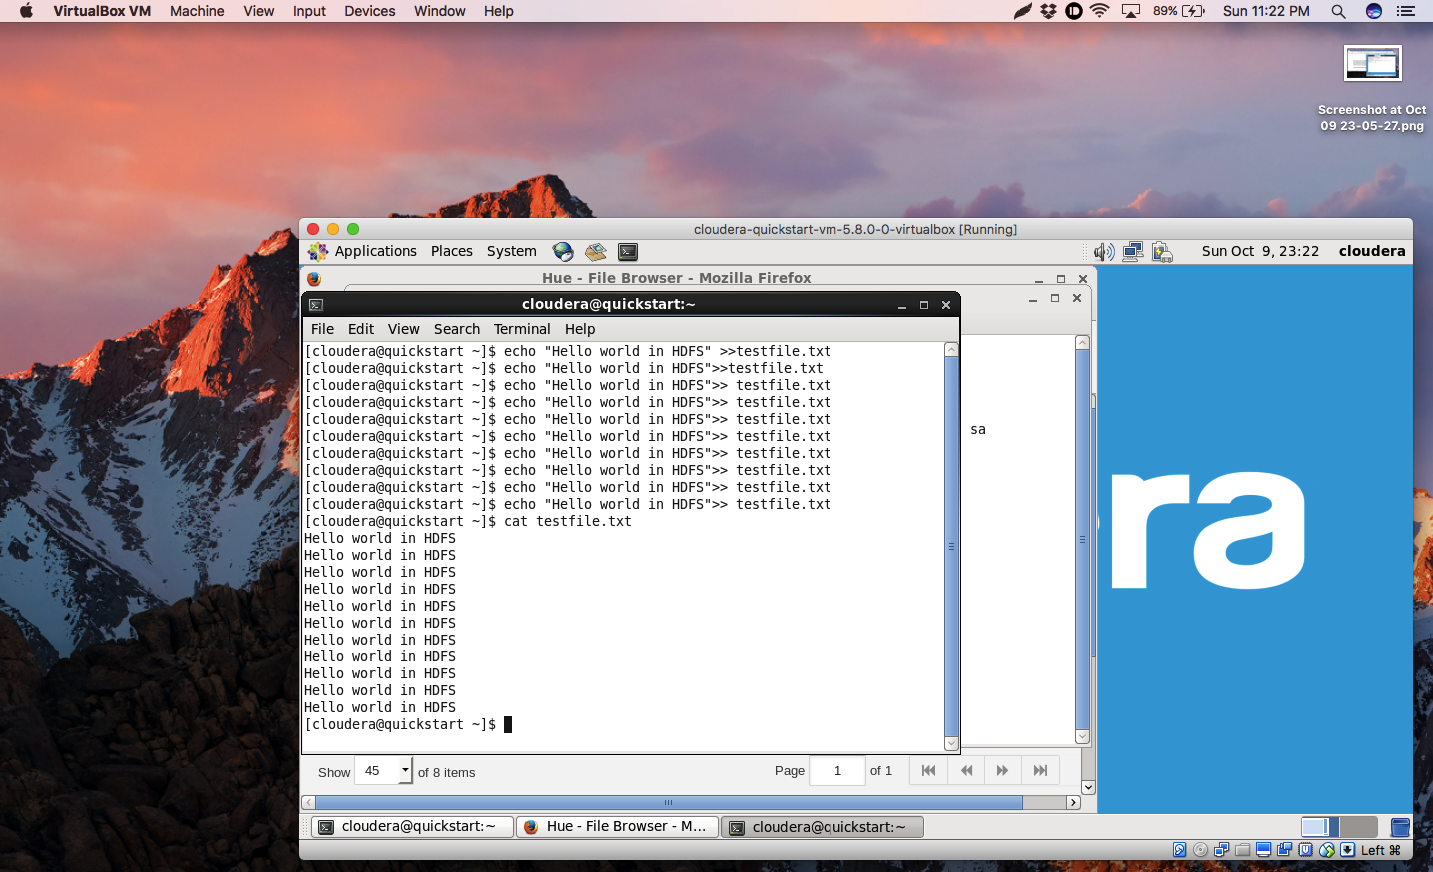 VirtualBox VM Machine View Input Devices Window Help 89% Sun 11:22 PM
Screenshot at Oct
09 23-05-27.png
cloudera-quickstart-vm-5.8.0-0-virtualbox [Running]
Applications Places System Sun Oct 9, 23:22 cloudera
Hue - File Browser - Mozilla Firefox
cloudera@quickstart:~
File Edit View Search Terminal Help
[cloudera@quickstart ~]$ echo "Hello world in HDFS" >>testfile.txt
[cloudera@quickstart ~]$ echo "Hello world in HDFS">>testfile.txt
[cloudera@quickstart ~]$ echo "Hello world in HDFS">> testfile.txt
[cloudera@quickstart ~]$ echo "Hello world in HDFS">> testfile.txt
[cloudera@quickstart ~]$ echo "Hello world in HDFS">> testfile.txt
[cloudera@quickstart ~]$ echo "Hello world in HDFS">> testfile.txt
[cloudera@quickstart ~]$ echo "Hello world in HDFS">> testfile.txt
[cloudera@quickstart ~]$ echo "Hello world in HDFS">> testfile.txt
[cloudera@quickstart ~]$ echo "Hello world in HDFS">> testfile.txt
[cloudera@quickstart ~]$ echo "Hello world in HDFS">> testfile.txt
[cloudera@quickstart ~]$ cat testfile.txt
Hello world in HDFS
Hello world in HDFS
Hello world in HDFS
Hello world in HDFS
Hello world in HDFS
Hello world in HDFS
Hello world in HDFS
Hello world in HDFS
Hello world in HDFS
Hello world in HDFS
Hello world in HDFS
[cloudera@quickstart ~]$
sa
ra
Show 45 of 8 items Page 1 of 1
cloudera@quickstart:~ Hue - File Browser - M... cloudera@quickstart:~
Left ⌘